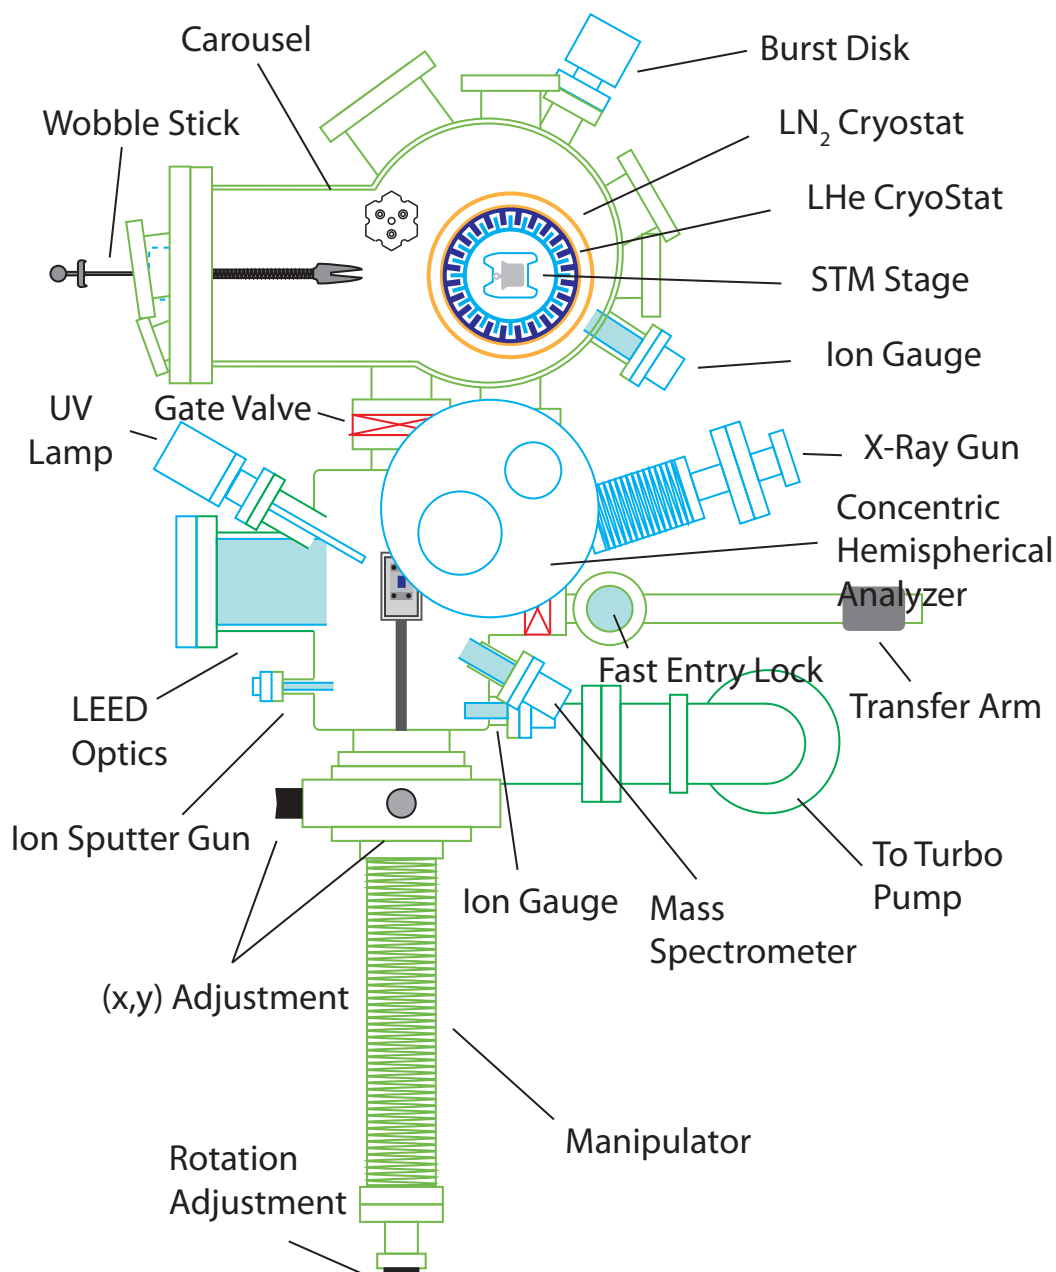 Carousel
Burst Disk
Wobble Stick
LN₂ Cryostat
LHe CryoStat
STM Stage
Ion Gauge
UV
Lamp
Gate Valve
X-Ray Gun
Concentric
Hemispherical
Analyzer
Fast Entry Lock
Transfer Arm
LEED
Optics
Ion Sputter Gun
To Turbo
Pump
Ion Gauge
Mass
Spectrometer
(x,y) Adjustment
Manipulator
Rotation
Adjustment